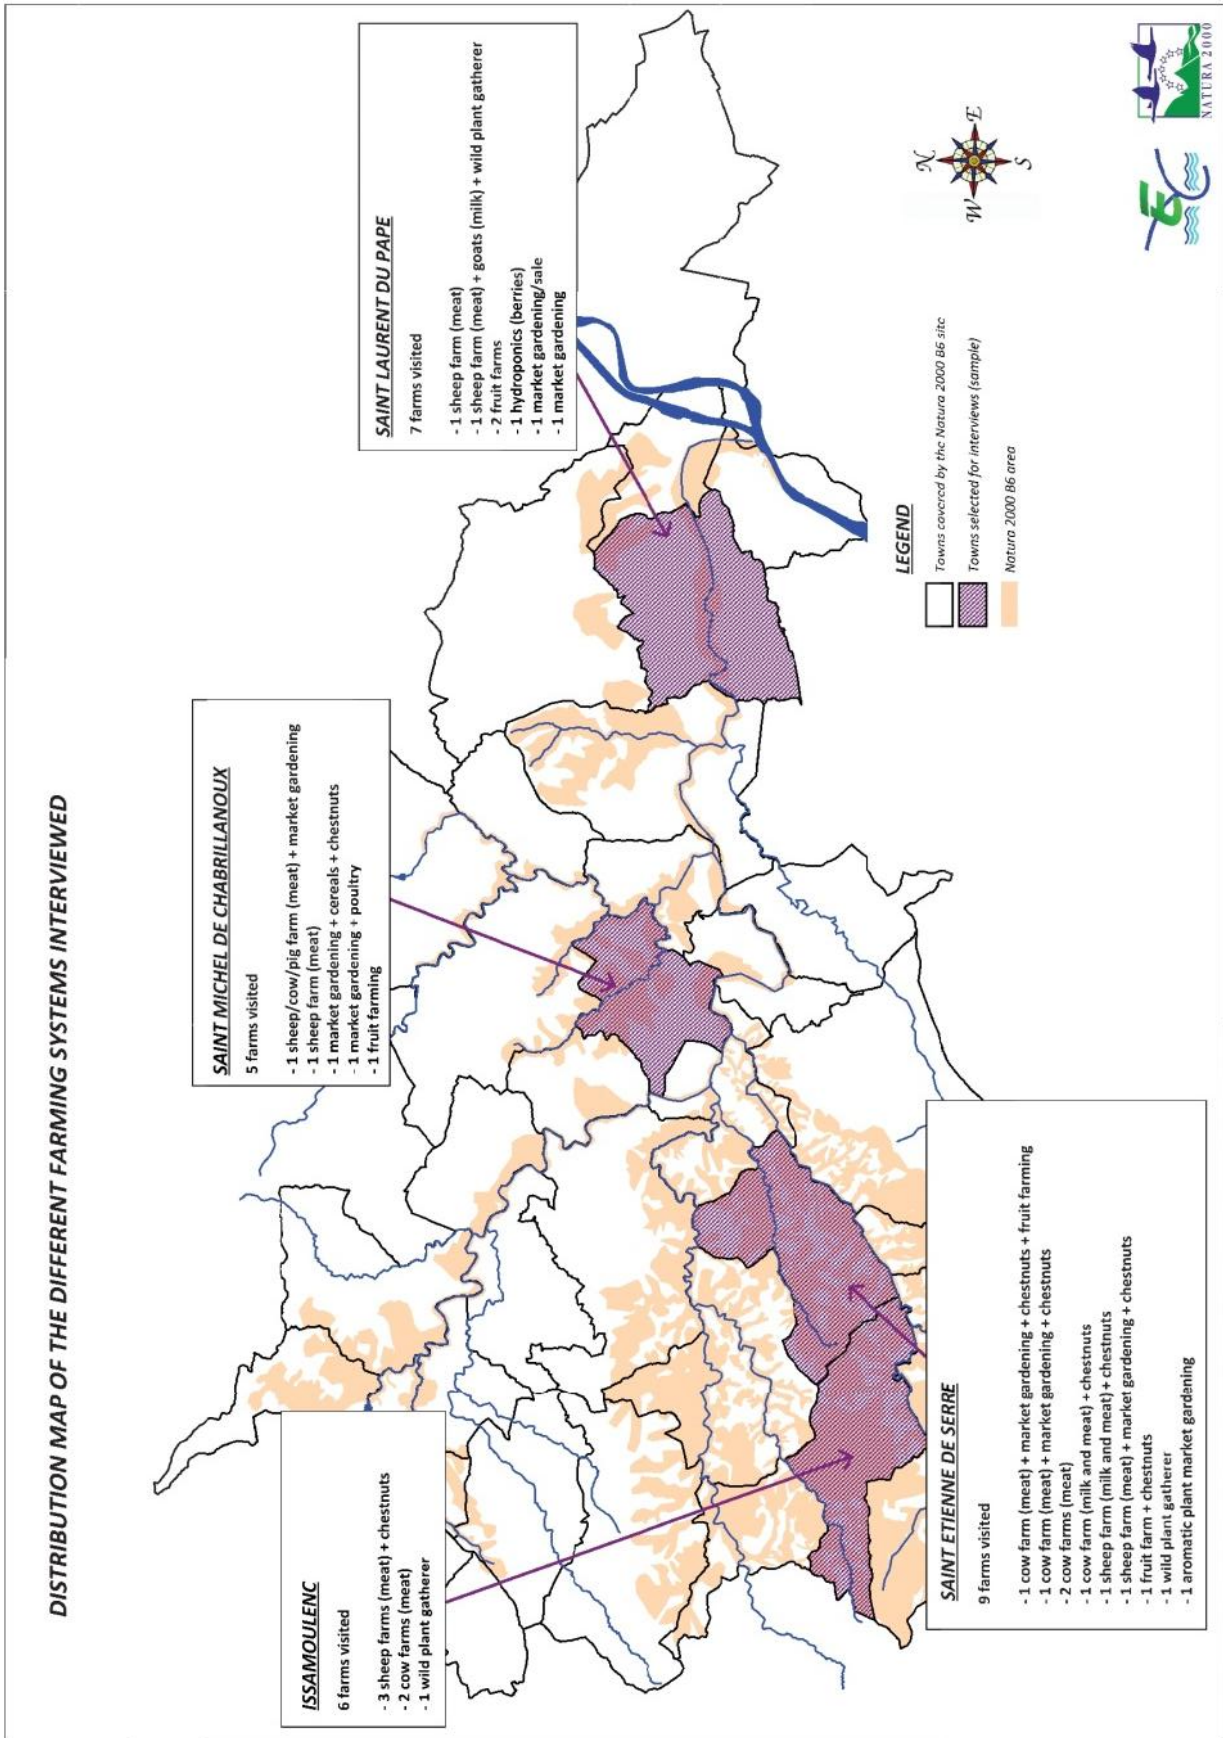 DISTRIBUTION MAP OF THE DIFFERENT FARMING SYSTEMS INTERVIEWED
ISSAMOULENC
6 farms visited
- 3 sheep farms (meat) + chestnuts
- 2 cow farms (meat)
- 1 wild plant gatherer
SAINT MICHEL DE CHABRILLANOUX
5 farms visited
- 1 sheep/cow/pig farm (meat) + market gardening
- 1 sheep farm (meat)
- 1 market gardening + cereals + chestnuts
- 1 market gardening + poultry
- 1 fruit farming
SAINT LAURENT DU PAPE
7 farms visited
- 1 sheep farm (meat)
- 1 sheep farm (meat) + goats (milk) + wild plant gatherer
- 2 fruit farms
- 1 hydroponics (berries)
- 1 market gardening/sale
- 1 market gardening
SAINT ETIENNE DE SERRE
9 farms visited
- 1 cow farm (meat) + market gardening + chestnuts + fruit farming
- 1 cow farm (meat) + market gardening + chestnuts
- 2 cow farms (meat)
- 1 cow farm (milk and meat) + chestnuts
- 1 sheep farm (milk and meat) + chestnuts
- 1 sheep farm (meat) + market gardening + chestnuts
- 1 fruit farm + chestnuts
- 1 wild plant gatherer
- 1 aromatic plant market gardening
LEGEND
Towns covered by the Natura 2000 B6 site
Towns selected for interviews (sample)
Natura 2000 B6 area
N
W
E
S
NATURA 2000